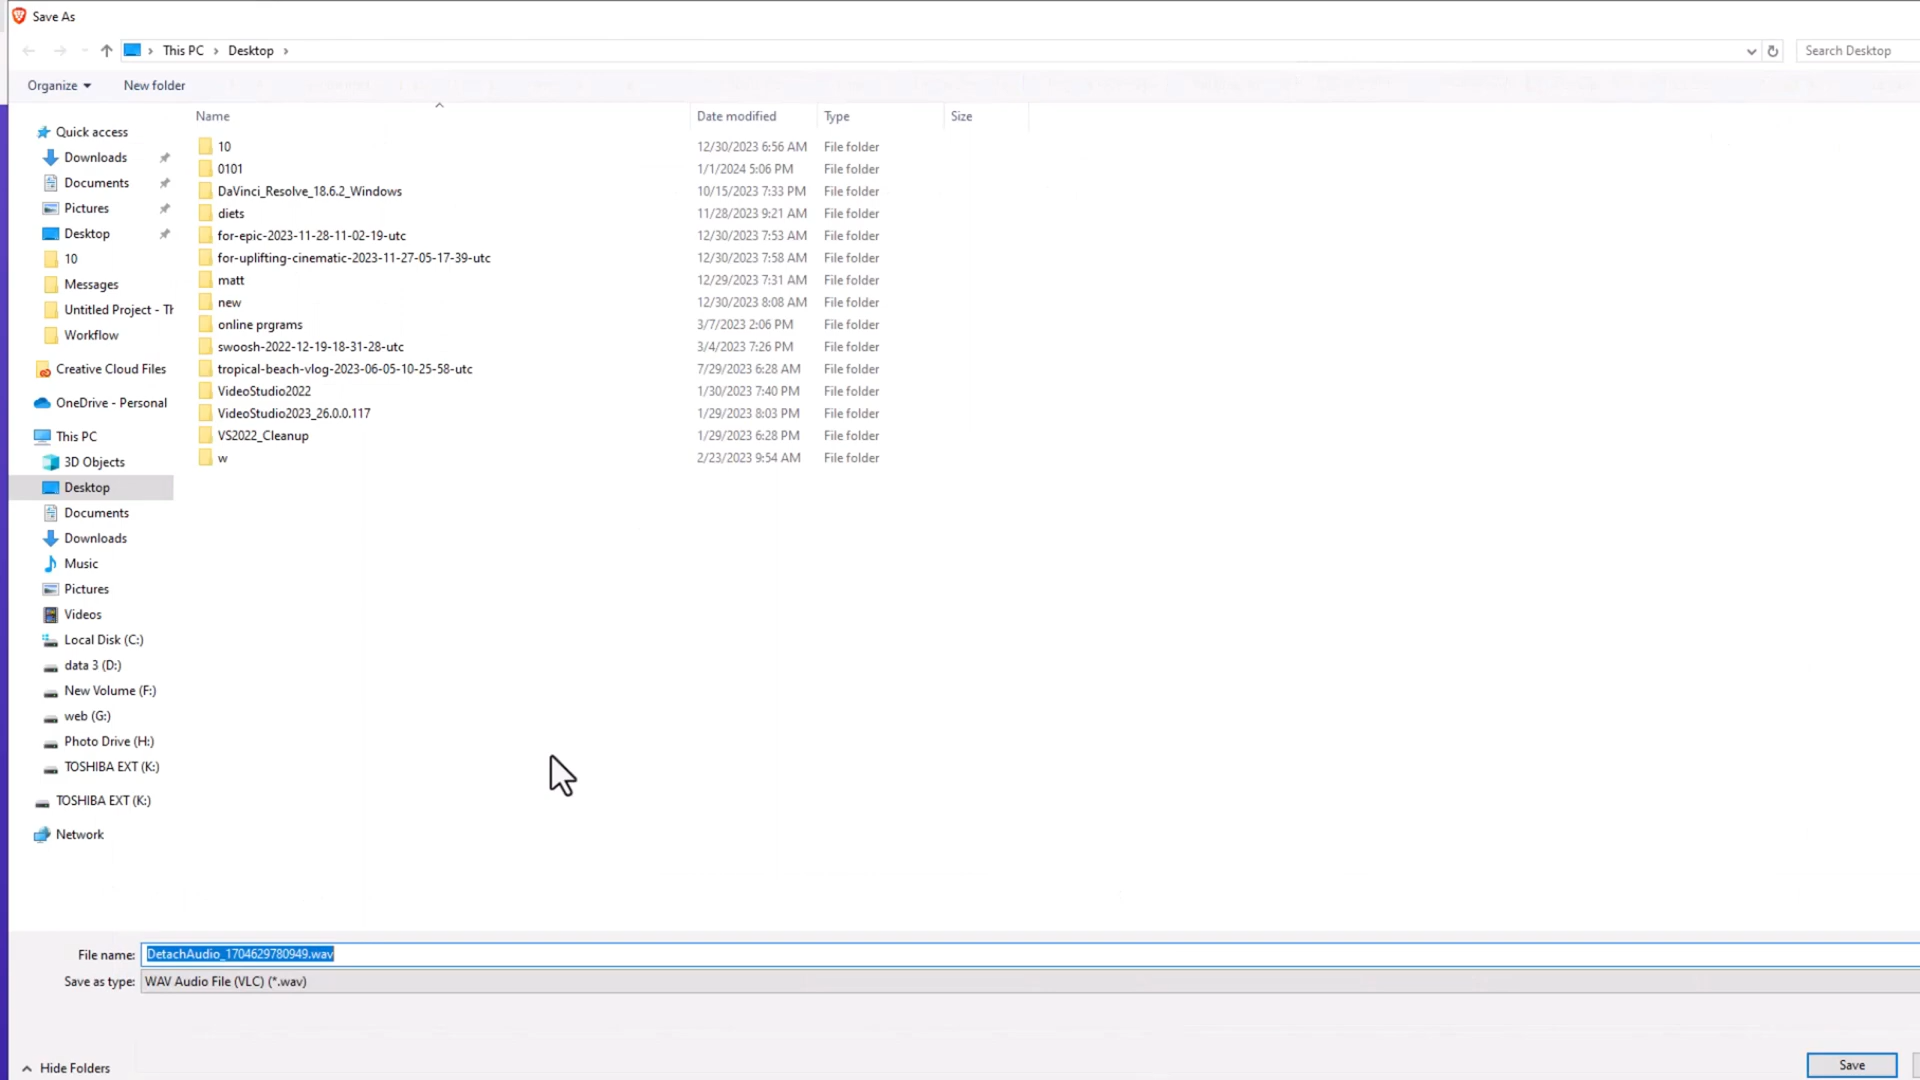 Save As
This PC
Desktop
Search Desktop
Organize
New folder
Name
Date modified
Type
Size
10 12/30/2023 6:56 AM File folder
0101 1/1/2024 5:06 PM File folder
DaVinci_Resolve_18.6.2_Windows 10/15/2023 7:33 PM File folder
diets 11/28/2023 9:21 AM File folder
for-epic-2023-11-28-11-02-19-utc 12/30/2023 7:53 AM File folder
for-uplifting-cinematic-2023-11-27-05-17-39-utc 12/30/2023 7:58 AM File folder
matt 12/29/2023 7:31 AM File folder
new 12/30/2023 8:08 AM File folder
online prgrams 3/7/2023 2:06 PM File folder
swoosh-2022-12-19-18-31-28-utc 3/4/2023 7:26 PM File folder
tropical-beach-vlog-2023-06-05-10-25-58-utc 7/29/2023 6:28 AM File folder
VideoStudio2022 1/30/2023 7:40 PM File folder
VideoStudio2023_26.0.0.117 1/29/2023 8:03 PM File folder
VS2022_Cleanup 1/29/2023 6:28 PM File folder
w 2/23/2023 9:54 AM File folder
Quick access
Downloads
Documents
Pictures
Desktop
10
Messages
Untitled Project - Th
Workflow
Creative Cloud Files
OneDrive - Personal
This PC
3D Objects
Desktop
Documents
Downloads
Music
Pictures
Videos
Local Disk (C:)
data 3 (D:)
New Volume (F:)
web (G:)
Photo Drive (H:)
TOSHIBA EXT (K:)
TOSHIBA EXT (K:)
Network
File name: DetachAudio_1704629780949.wav
Save as type: WAV Audio File (VLC) (*.wav)
Hide Folders
Save